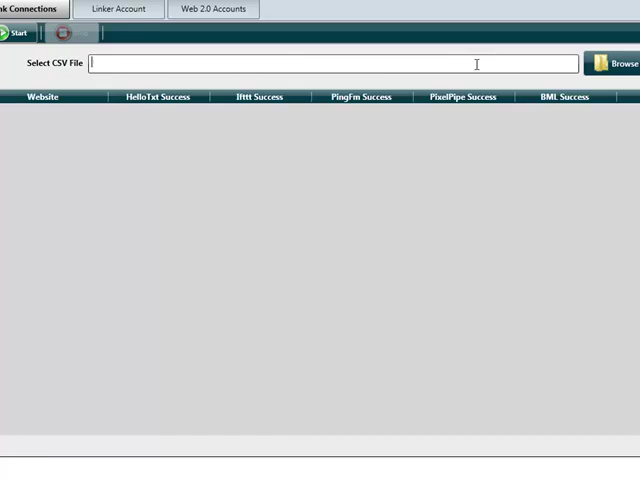 nk Connections Linker Account Web 2.0 Accounts
Start
Select CSV File Browse
Website HelloTxt Success Ifttt Success PingFm Success PixelPipe Success BML Success